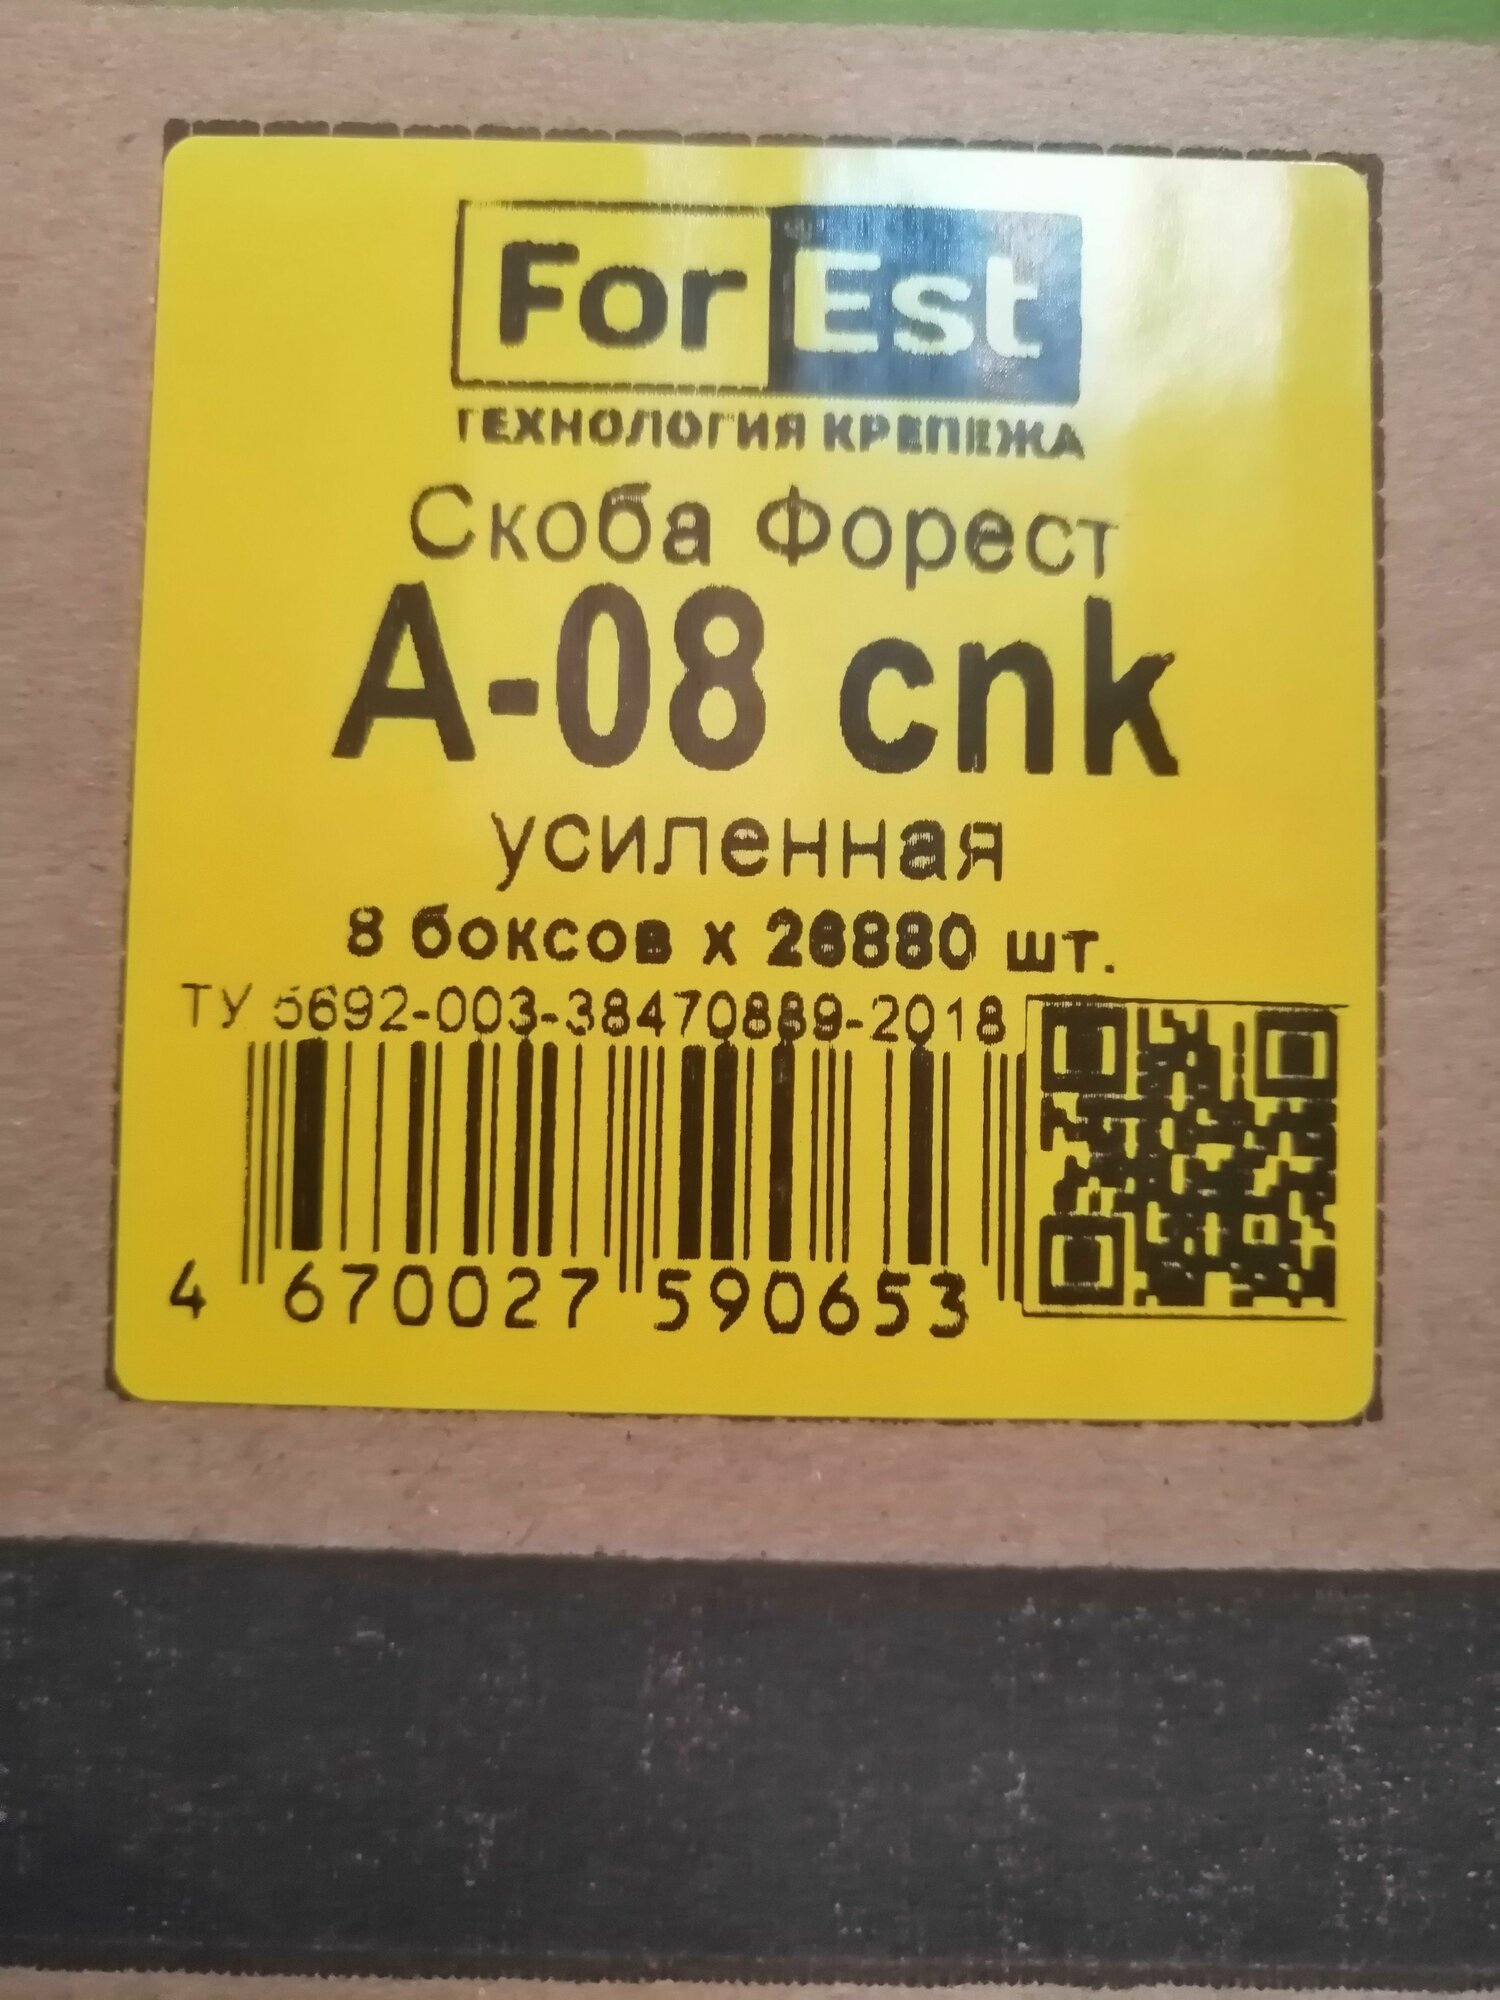 ForEst
ТЕХНОЛОГИЯ КРЕПЕЖА
Скоба Форест
A-08 cnk
усиленная
8 боксов x 26880 шт.
ТУ 5692-003-38470889-2018
4 670027 590653